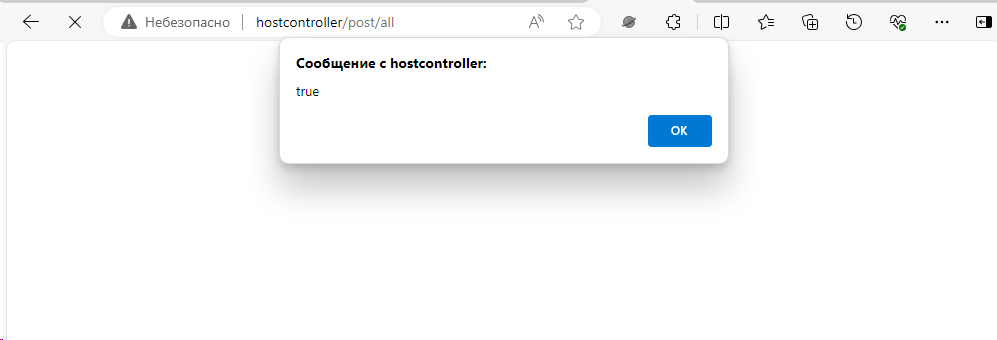 Небезопасно hostcontroller/post/all
Сообщение с hostcontroller:
true
OK